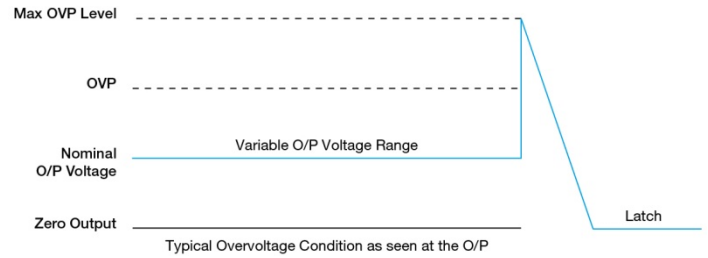 Max OVP Level
OVP
Variable O/P Voltage Range
Nominal
O/P Voltage
Zero Output
Latch
Typical Overvoltage Condition as seen at the O/P